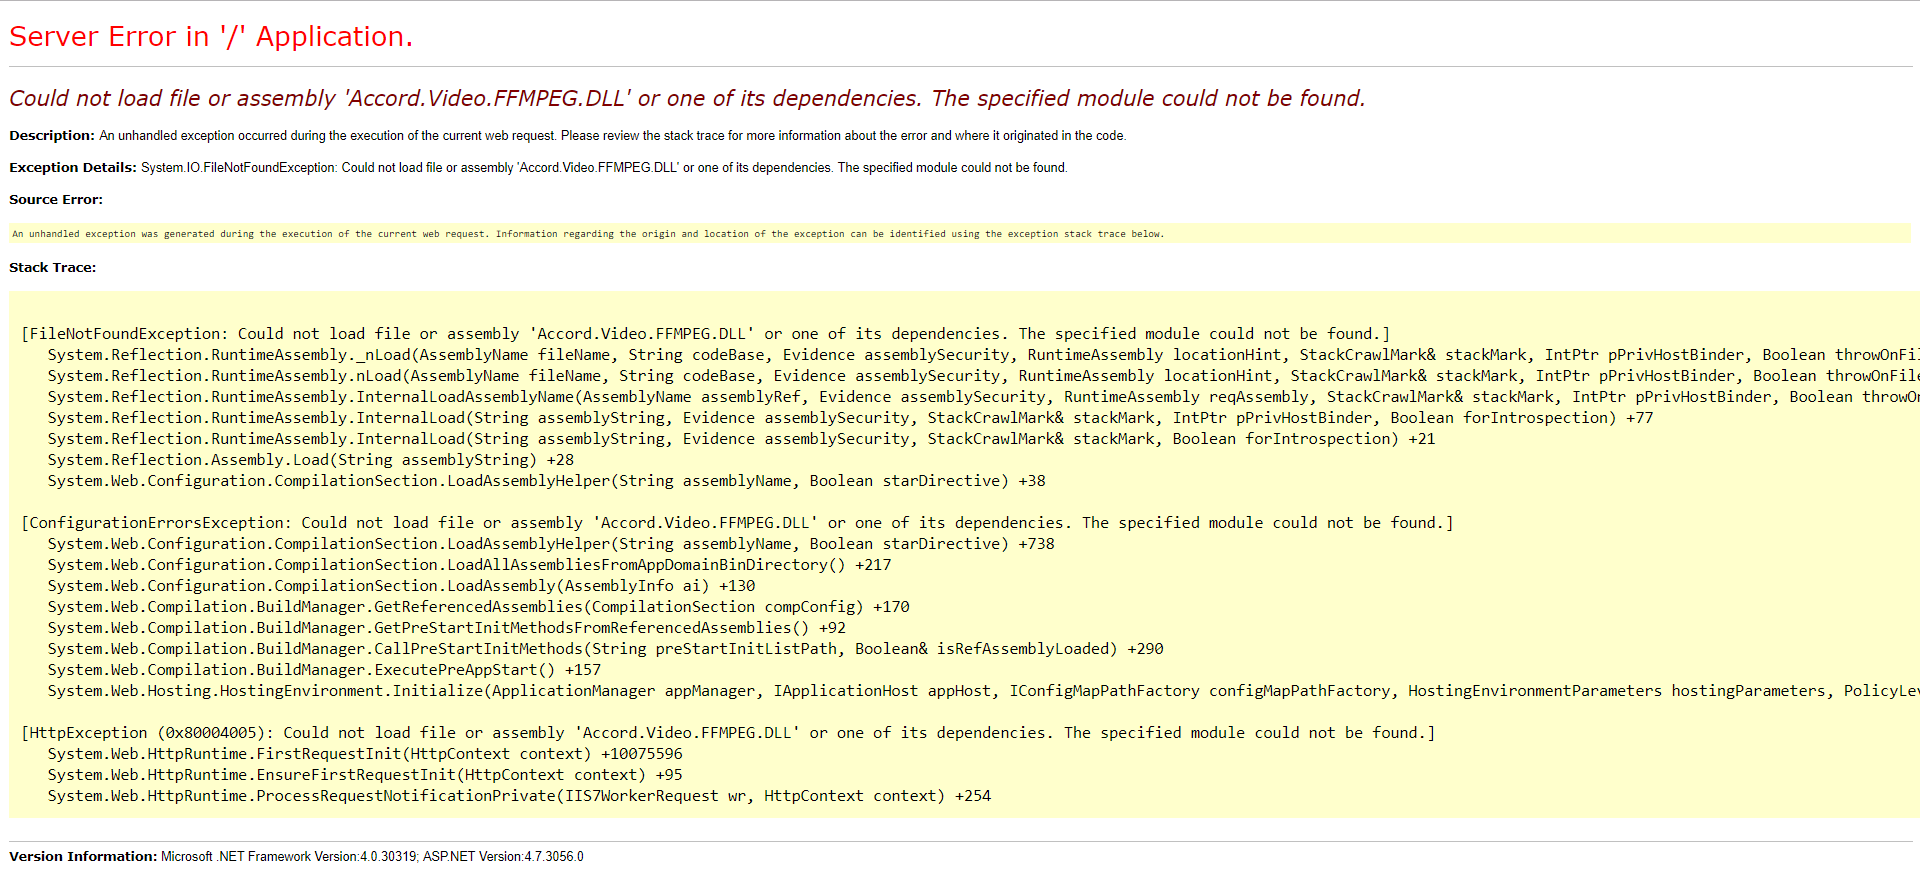 Server Error in '/' Application.
Could not load file or assembly 'Accord.Video.FFMPEG.DLL' or one of its dependencies. The specified module could not be found.
Description: An unhandled exception occurred during the execution of the current web request. Please review the stack trace for more information about the error and where it originated in the code.
Exception Details: System.IO.FileNotFoundException: Could not load file or assembly 'Accord.Video.FFMPEG.DLL' or one of its dependencies. The specified module could not be found.
Source Error:
An unhandled exception was generated during the execution of the current web request. Information regarding the origin and location of the exception can be identified using the exception stack trace below.
Stack Trace:
[FileNotFoundException: Could not load file or assembly 'Accord.Video.FFMPEG.DLL' or one of its dependencies. The specified module could not be found.]
System.Reflection.RuntimeAssembly._nLoad(AssemblyName fileName, String codeBase, Evidence assemblySecurity, RuntimeAssembly locationHint, StackCrawlMark& stackMark, IntPtr pPrivHostBinder, Boolean throwOnFil
System.Reflection.RuntimeAssembly.nLoad(AssemblyName fileName, String codeBase, Evidence assemblySecurity, RuntimeAssembly locationHint, StackCrawlMark& stackMark, IntPtr pPrivHostBinder, Boolean throwOnFile
System.Reflection.RuntimeAssembly.InternalLoadAssemblyName(AssemblyName assemblyRef, Evidence assemblySecurity, RuntimeAssembly reqAssembly, StackCrawlMark& stackMark, IntPtr pPrivHostBinder, Boolean throwOn
System.Reflection.RuntimeAssembly.InternalLoad(String assemblyString, Evidence assemblySecurity, StackCrawlMark& stackMark, IntPtr pPrivHostBinder, Boolean forIntrospection) +77
System.Reflection.RuntimeAssembly.InternalLoad(String assemblyString, Evidence assemblySecurity, StackCrawlMark& stackMark, Boolean forIntrospection) +21
System.Reflection.Assembly.Load(String assemblyString) +28
System.Web.Configuration.CompilationSection.LoadAssemblyHelper(String assemblyName, Boolean starDirective) +38
[ConfigurationErrorsException: Could not load file or assembly 'Accord.Video.FFMPEG.DLL' or one of its dependencies. The specified module could not be found.]
System.Web.Configuration.CompilationSection.LoadAssemblyHelper(String assemblyName, Boolean starDirective) +738
System.Web.Configuration.CompilationSection.LoadAllAssembliesFromAppDomainBinDirectory() +217
System.Web.Configuration.CompilationSection.LoadAssembly(AssemblyInfo ai) +130
System.Web.Compilation.BuildManager.GetReferencedAssemblies(CompilationSection compConfig) +170
System.Web.Compilation.BuildManager.GetPreStartInitMethodsFromReferencedAssemblies() +92
System.Web.Compilation.BuildManager.CallPreStartInitMethods(String preStartInitListPath, Boolean& isRefAssemblyLoaded) +290
System.Web.Compilation.BuildManager.ExecutePreAppStart() +157
System.Web.Hosting.HostingEnvironment.Initialize(ApplicationManager appManager, IApplicationHost appHost, IConfigMapPathFactory configMapPathFactory, HostingEnvironmentParameters hostingParameters, PolicyLev
[HttpException (0x80004005): Could not load file or assembly 'Accord.Video.FFMPEG.DLL' or one of its dependencies. The specified module could not be found.]
System.Web.HttpRuntime.FirstRequestInit(HttpContext context) +10075596
System.Web.HttpRuntime.EnsureFirstRequestInit(HttpContext context) +95
System.Web.HttpRuntime.ProcessRequestNotificationPrivate(IIS7WorkerRequest wr, HttpContext context) +254
Version Information: Microsoft .NET Framework Version:4.0.30319; ASP.NET Version:4.7.3056.0